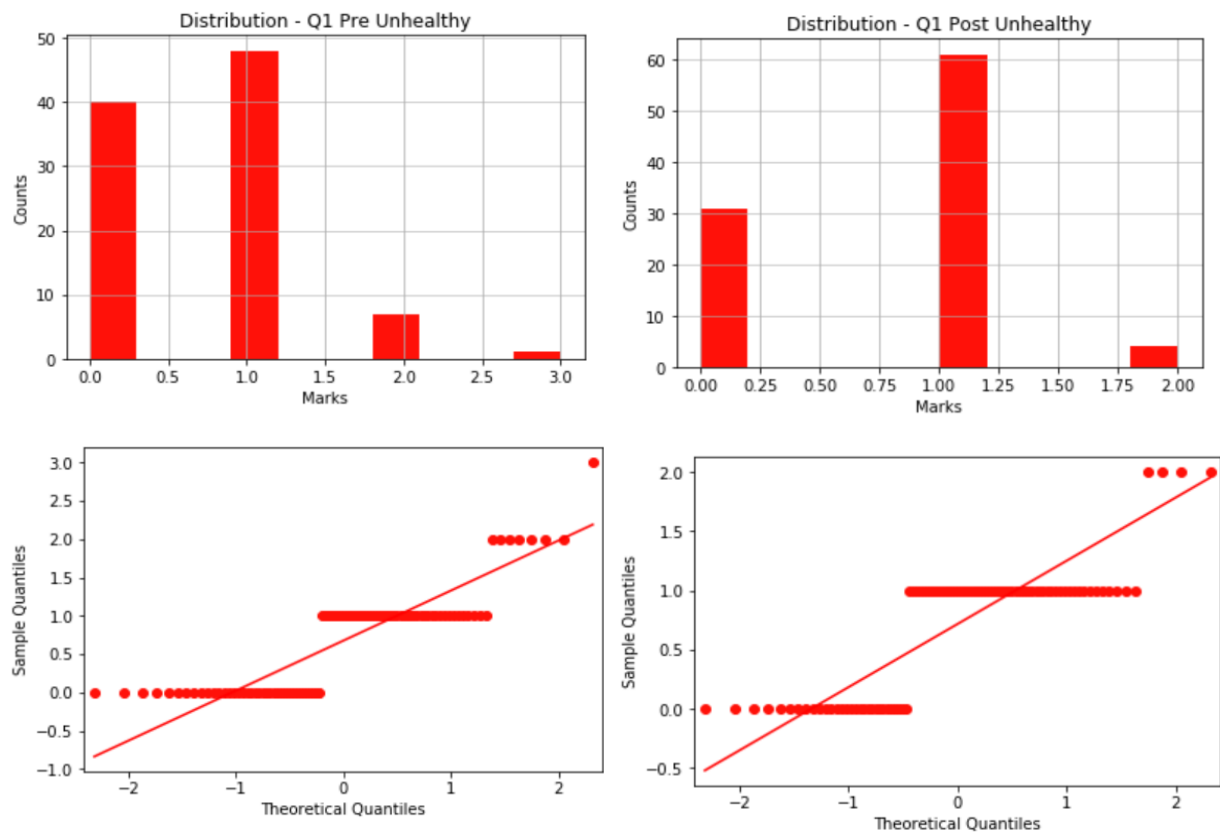 Distribution - Q1 Pre Unhealthy
50
40
30
20
10
0
Counts
0.0 0.5 1.0 1.5 2.0 2.5 3.0
Marks
Distribution - Q1 Post Unhealthy
60
50
40
30
20
10
0
Counts
0.00 0.25 0.50 0.75 1.00 1.25 1.50 1.75 2.00
Marks
3.0
2.5
2.0
1.5
1.0
0.5
0.0
−0.5
−1.0
Sample Quantiles
−2 −1 0 1 2
Theoretical Quantiles
2.0
1.5
1.0
0.5
0.0
−0.5
Sample Quantiles
−2 −1 0 1 2
Theoretical Quantiles